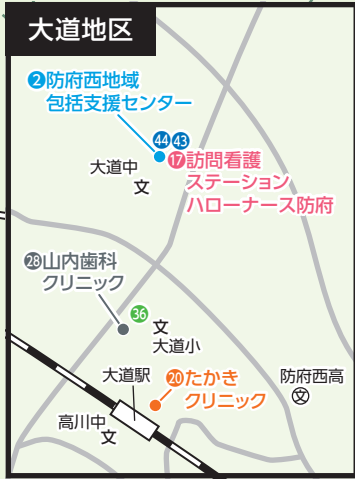 大道地区
❷防府西地域
包括支援センター
㊹㊸
⓱訪問看護
ステーション
ハローナース防府
大道中
文
㉘山内歯科
クリニック
㊱
文
大道小
大道駅
⓴たかき
クリニック
防府西高
文
高川中
文